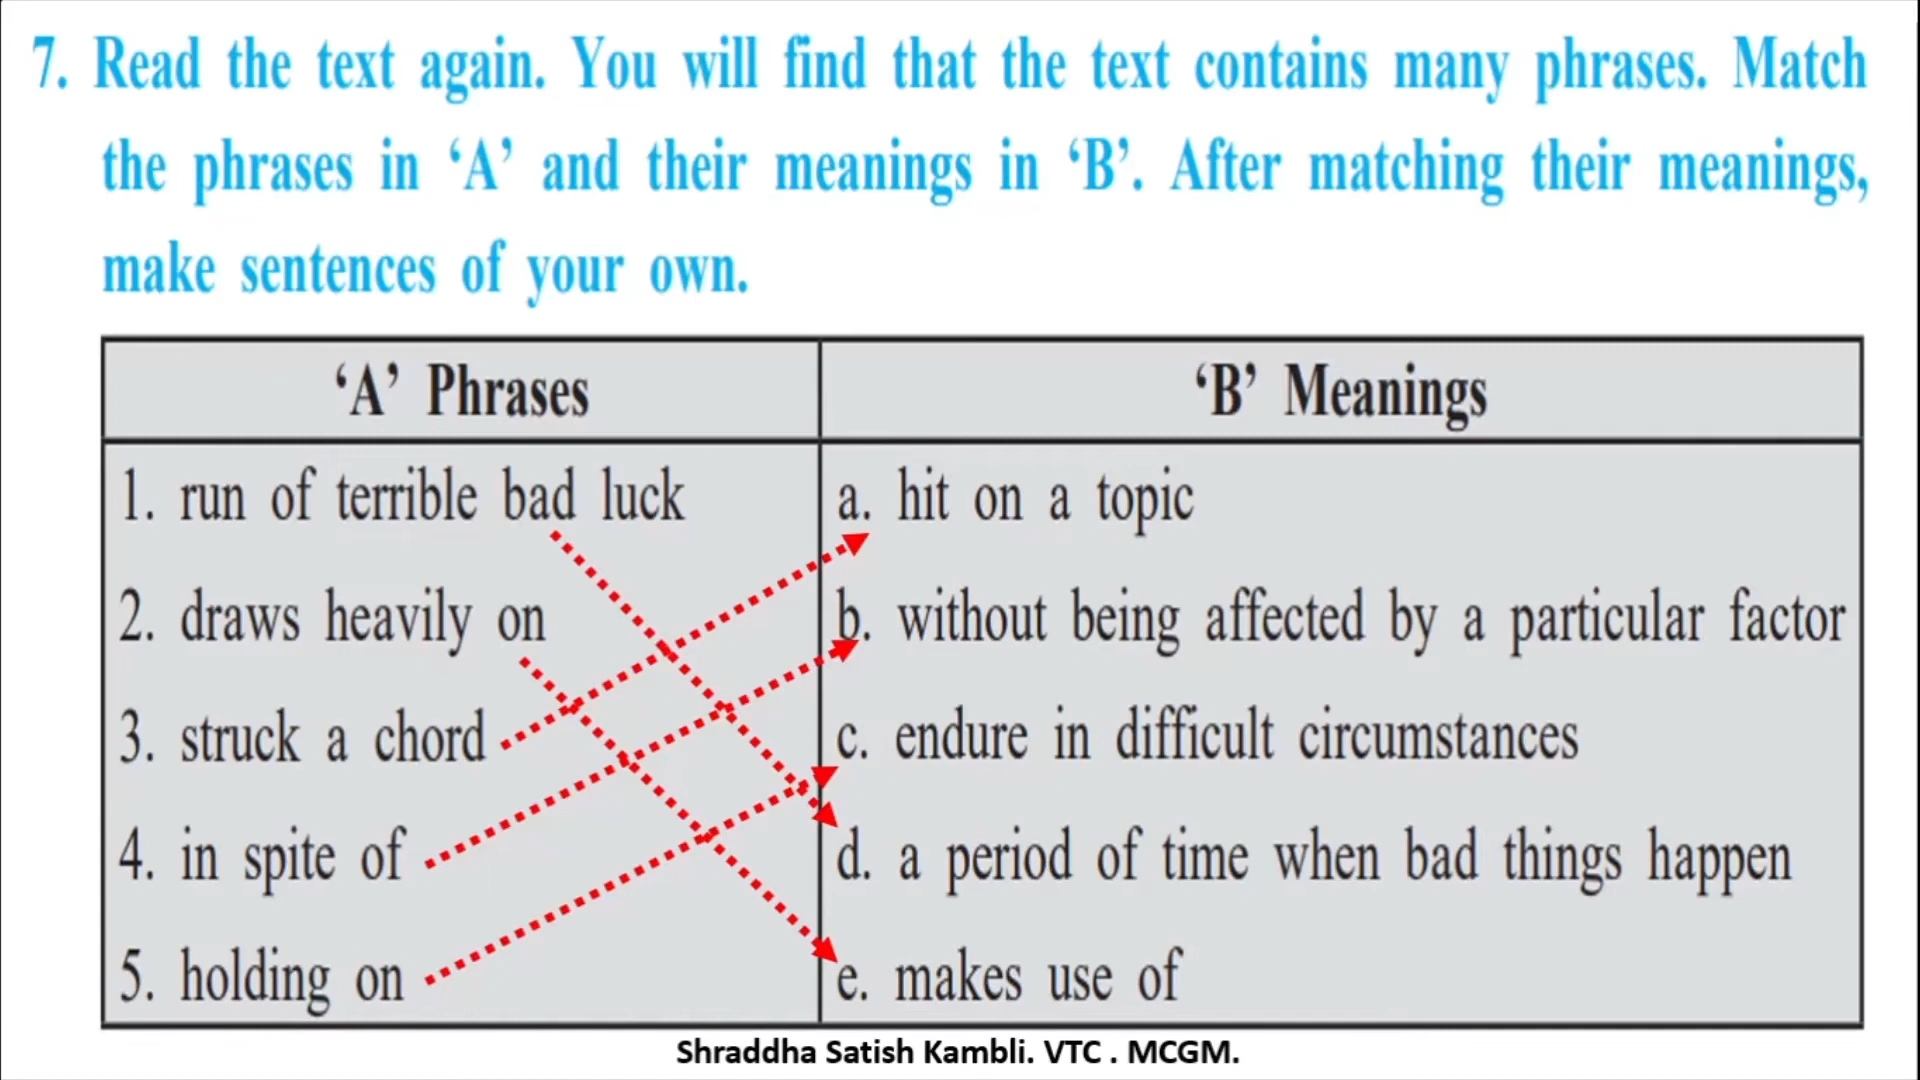 7. Read the text again. You will find that the text contains many phrases. Match
the phrases in ‘A’ and their meanings in ‘B’. After matching their meanings,
make sentences of your own.
‘A’ Phrases
‘B’ Meanings
1. run of terrible bad luck
a. hit on a topic
2. draws heavily on
b. without being affected by a particular factor
3. struck a chord
c. endure in difficult circumstances
4. in spite of
d. a period of time when bad things happen
5. holding on
e. makes use of
Shraddha Satish Kambli. VTC . MCGM.